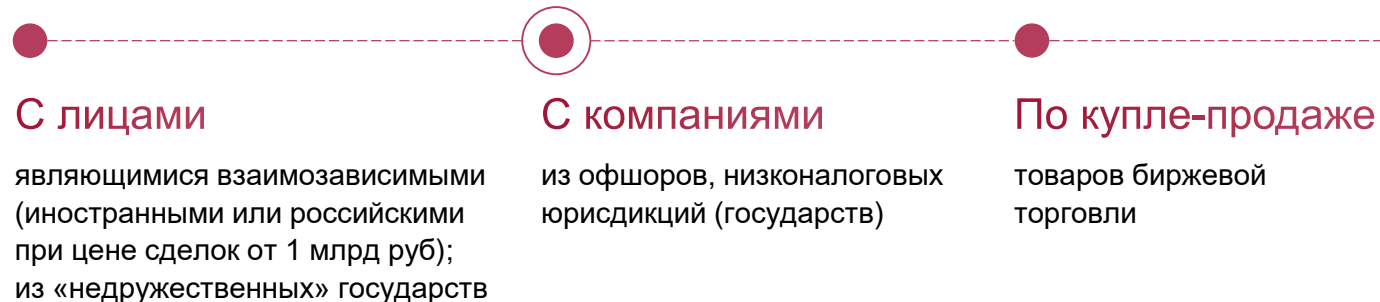 С лицами
являющимися взаимозависимыми
(иностранными или российскими
при цене сделок от 1 млрд руб);
из «недружественных» государств
С компаниями
из офшоров, низконалоговых
юрисдикций (государств)
По купле-продаже
товаров биржевой
торговли